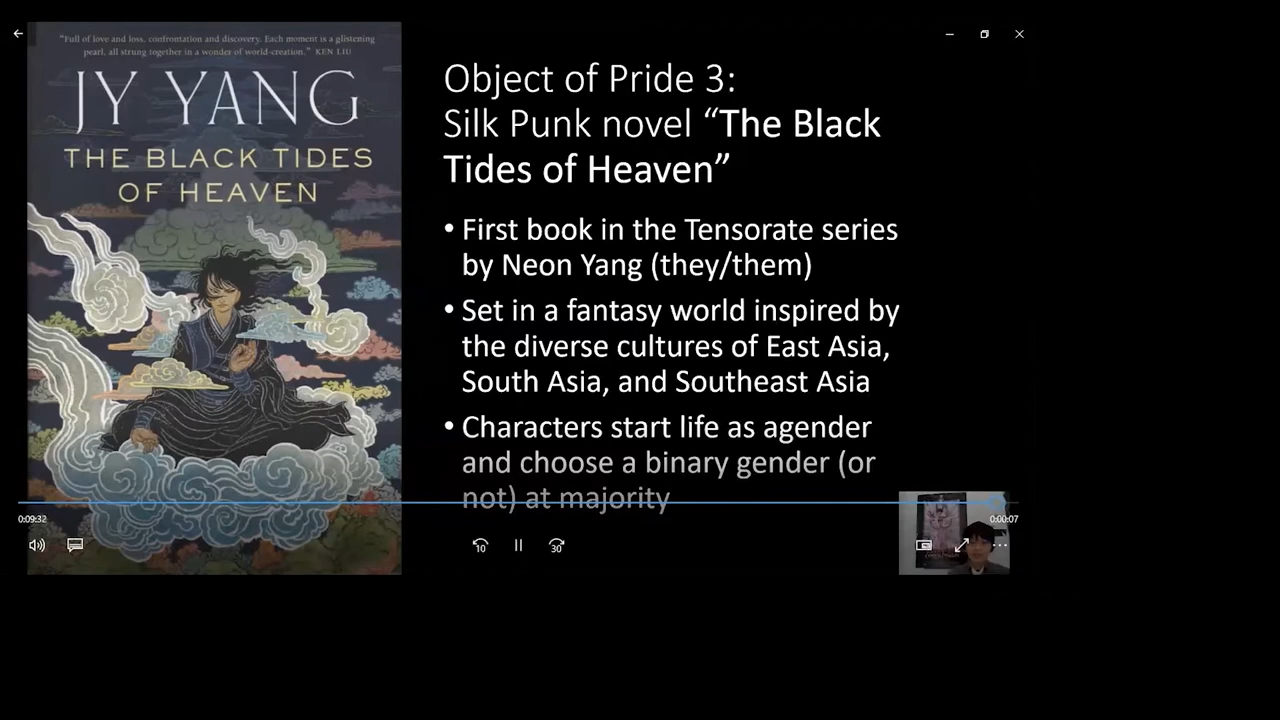 “Full of love and loss, confrontation and discovery. Each moment is a glistening
pearl, all strung together in a wonder of world-creation.” KEN LIU
JY YANG
THE BLACK TIDES
OF HEAVEN
Object of Pride 3:
Silk Punk novel “The Black
Tides of Heaven”
• First book in the Tensorate series
by Neon Yang (they/them)
• Set in a fantasy world inspired by
the diverse cultures of East Asia,
South Asia, and Southeast Asia
• Characters start life as agender
and choose a binary gender (or
not) at majority
0:09:32
0:00:07
10
30